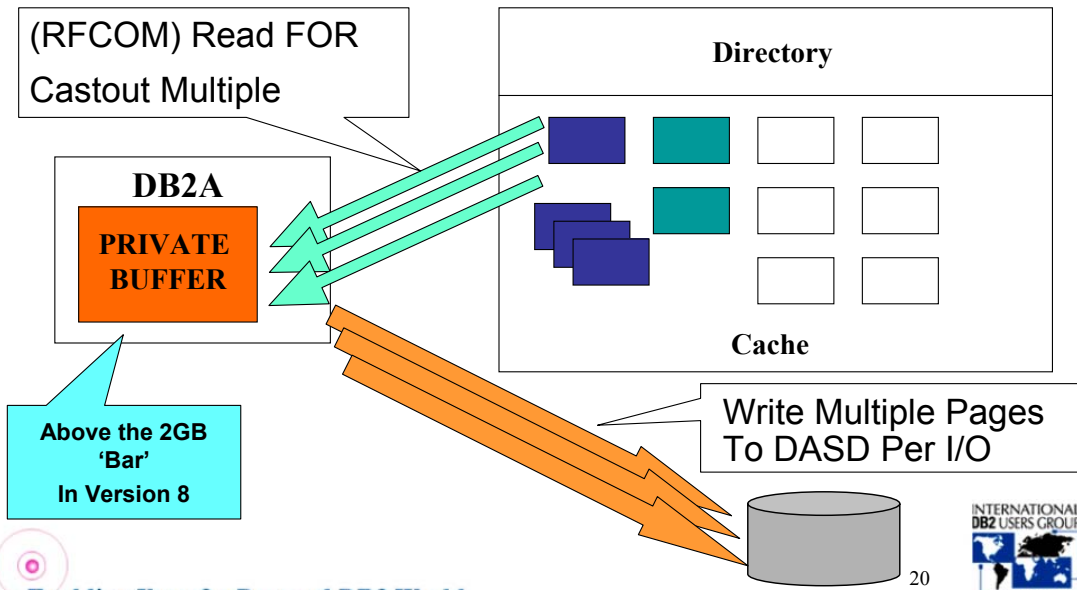 (RFCOM) Read FOR
Castout Multiple
Directory
DB2A
PRIVATE
BUFFER
Cache
Above the 2GB
‘Bar’
In Version 8
Write Multiple Pages
To DASD Per I/O
20
INTERNATIONAL
DB2 USERS GROUP